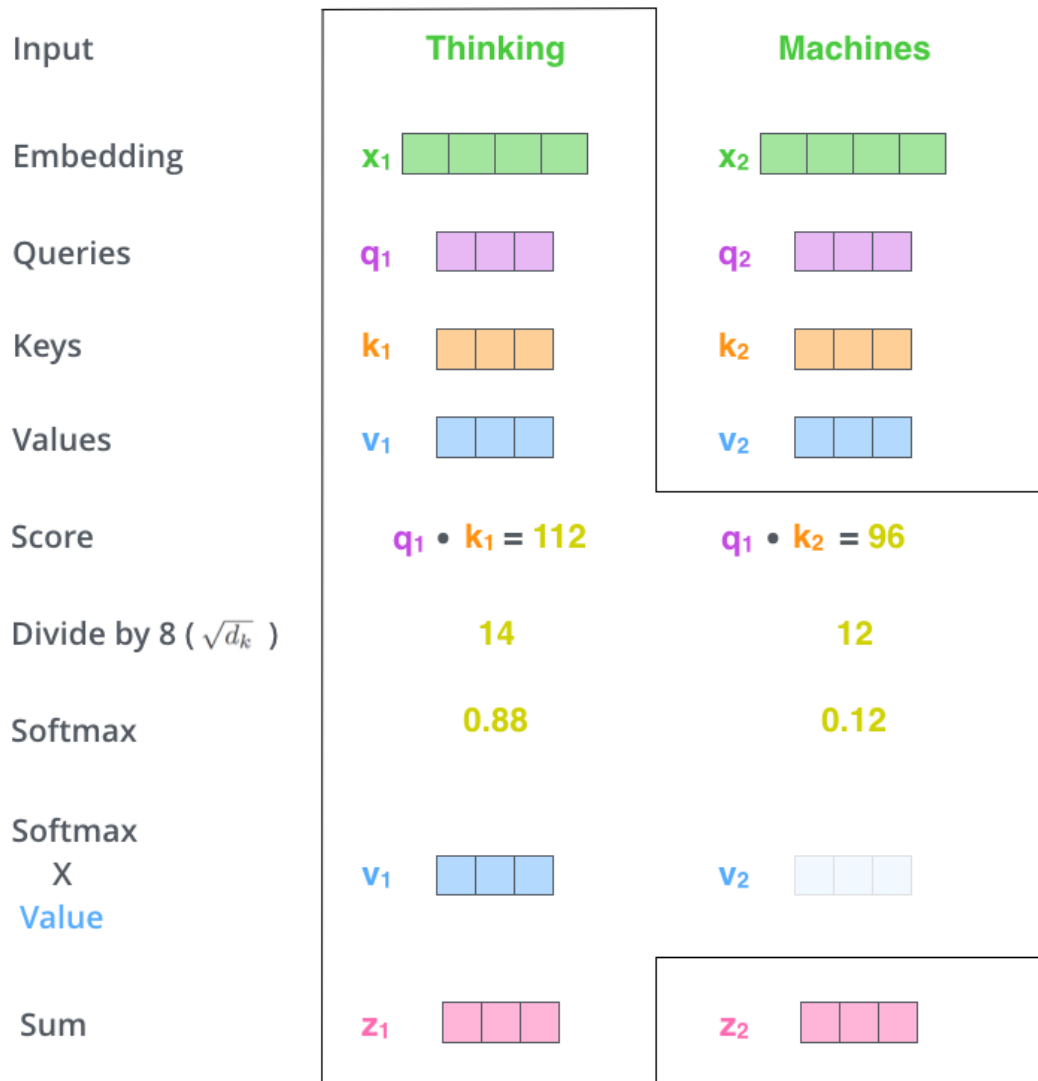 Input Thinking Machines
Embedding x₁ x₂
Queries q₁ q₂
Keys k₁ k₂
Values v₁ v₂
Score q₁ • k₁ = 112 q₁ • k₂ = 96
Divide by 8 ( √dₖ ) 14 12
Softmax 0.88 0.12
Softmax
X v₁ v₂
Value
Sum z₁ z₂